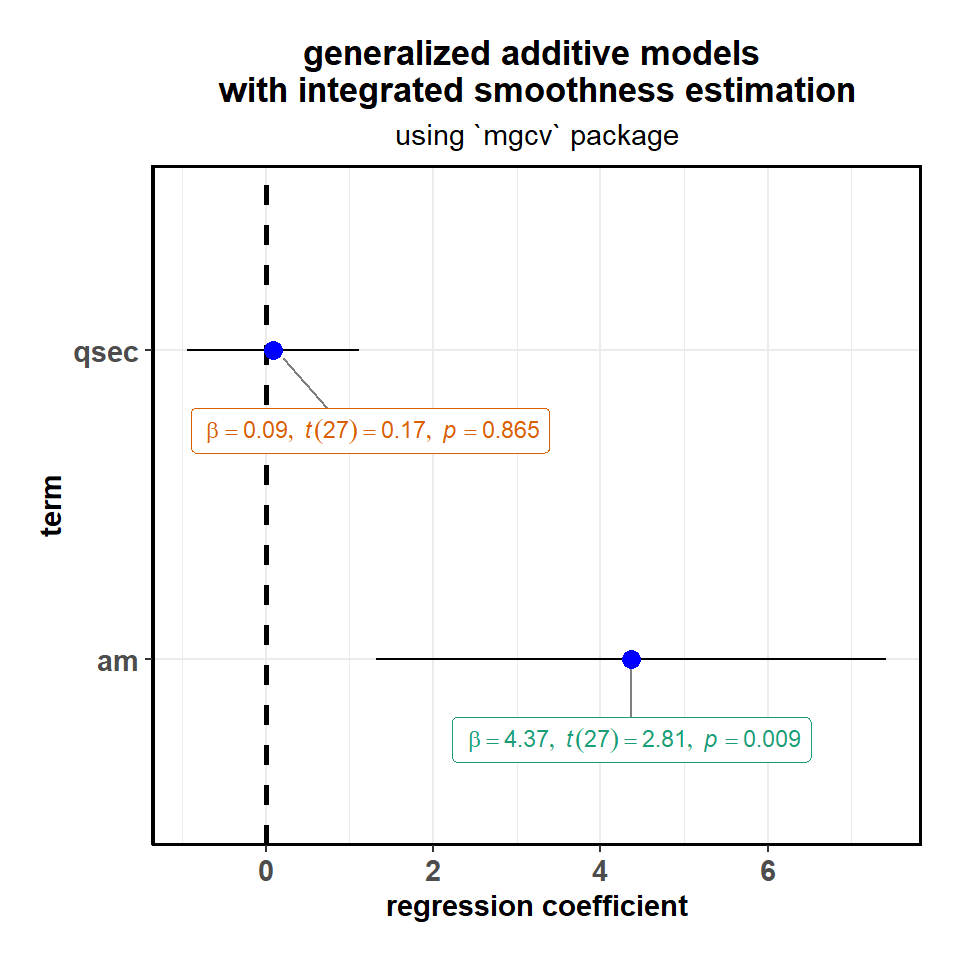 generalized additive models
with integrated smoothness estimation
using `mgcv` package
qsec
β = 0.09, t(27) = 0.17, p = 0.865
term
am
β = 4.37, t(27) = 2.81, p = 0.009
0 2 4 6
regression coefficient